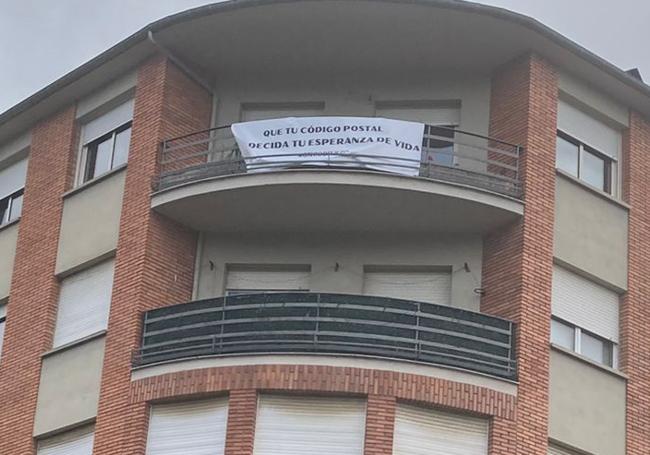 QUE TU CÓDIGO POSTAL
DECIDA TU ESPERANZA DE VIDA